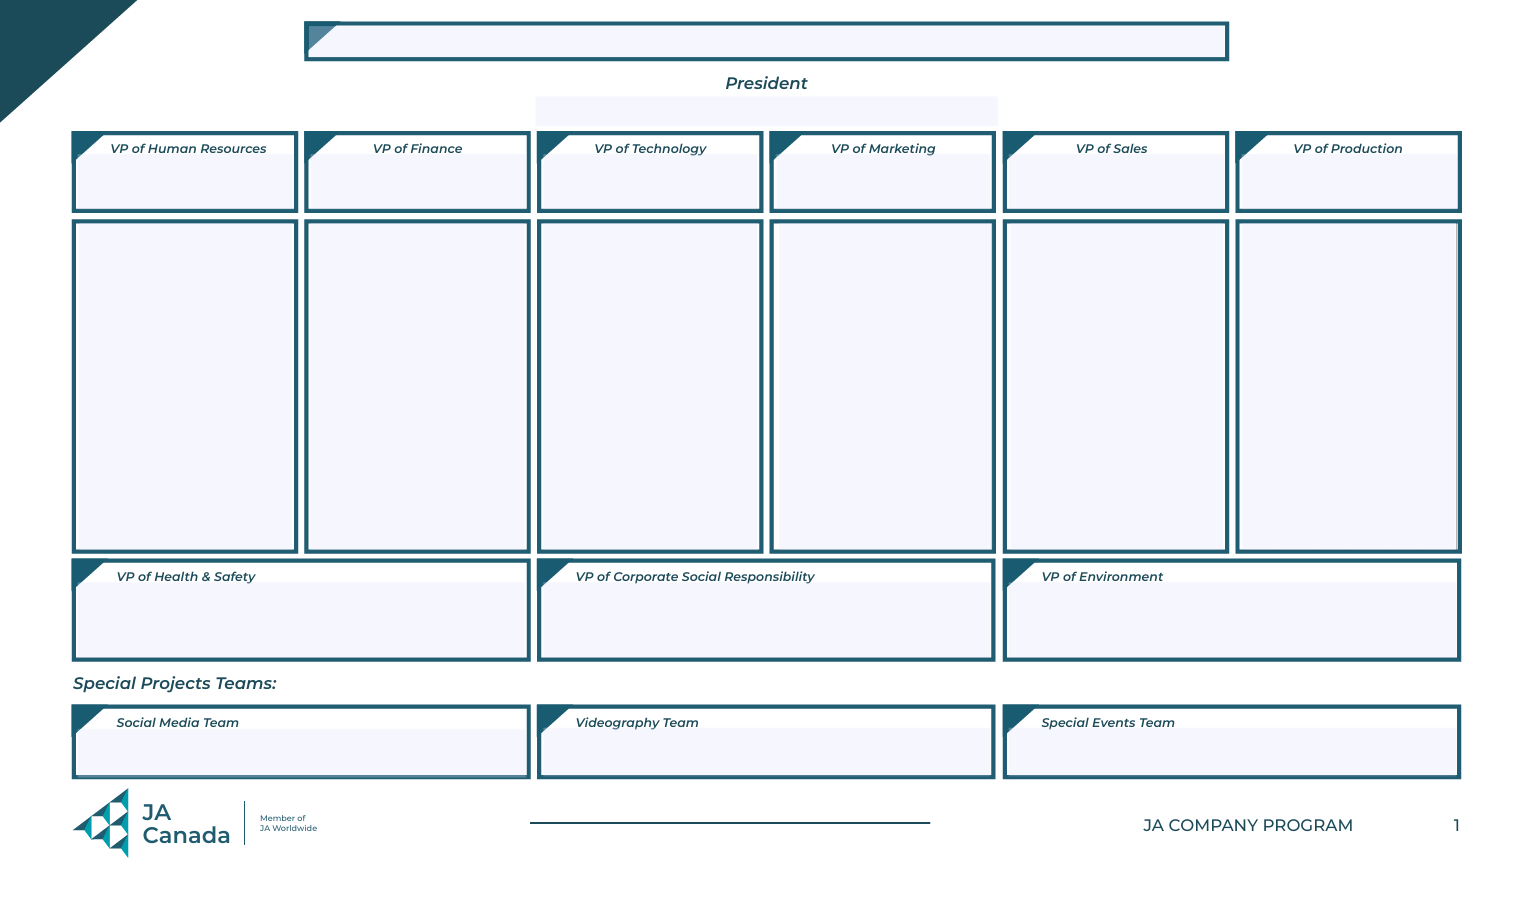 President
VP of Human Resources
VP of Finance
VP of Technology
VP of Marketing
VP of Sales
VP of Production
VP of Health & Safety
VP of Corporate Social Responsibility
VP of Environment
Special Projects Teams:
Social Media Team
Videography Team
Special Events Team
JA
Canada
Member of
JA Worldwide
JA COMPANY PROGRAM
1